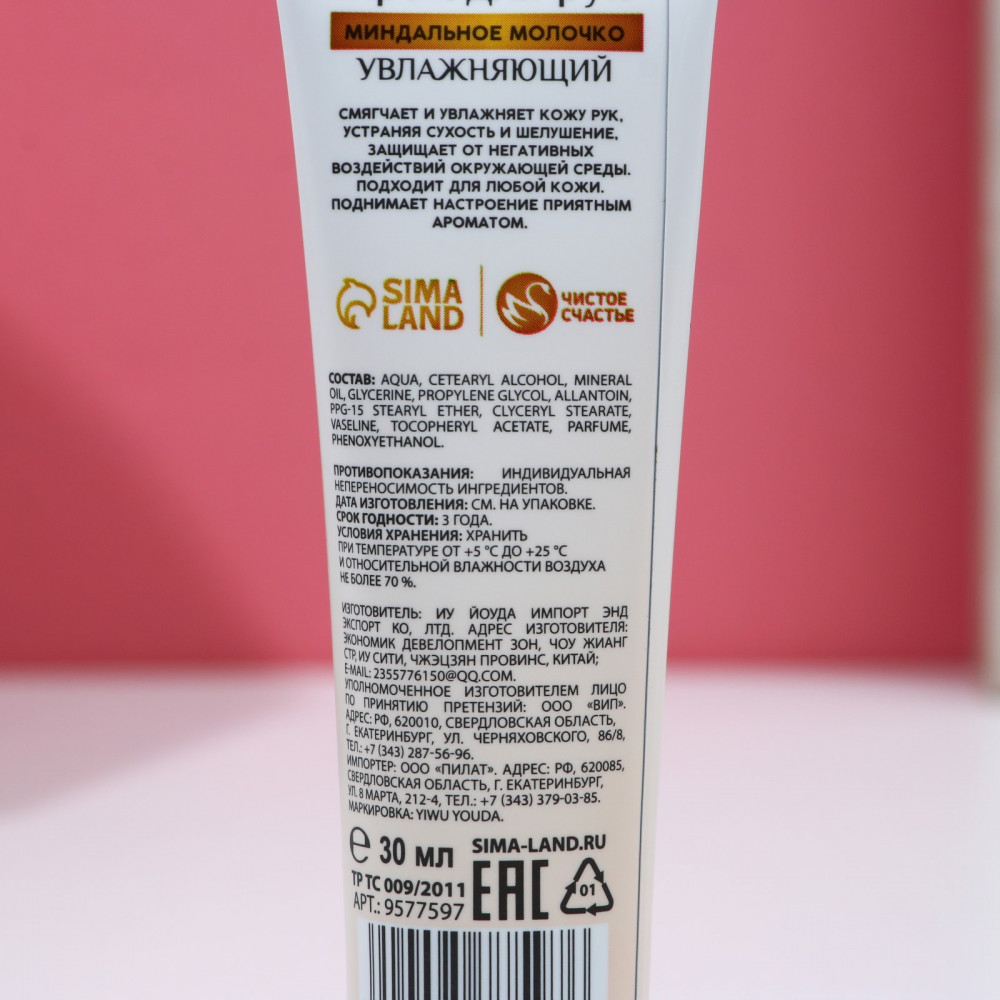 МИНДАЛЬНОЕ МОЛОЧКО
УВЛАЖНЯЮЩИЙ
СМЯГЧАЕТ И УВЛАЖНЯЕТ КОЖУ РУК,
УСТРАНЯЯ СУХОСТЬ И ШЕЛУШЕНИЕ,
ЗАЩИЩАЕТ ОТ НЕГАТИВНЫХ
ВОЗДЕЙСТВИЙ ОКРУЖАЮЩЕЙ СРЕДЫ.
ПОДХОДИТ ДЛЯ ЛЮБОЙ КОЖИ.
ПОДНИМАЕТ НАСТРОЕНИЕ ПРИЯТНЫМ
АРОМАТОМ.
SIMA
LAND
ЧИСТОЕ
СЧАСТЬЕ
СОСТАВ: AQUA, CETEARYL ALCOHOL, MINERAL
OIL, GLYCERINE, PROPYLENE GLYCOL, ALLANTOIN,
PPG-15 STEARYL ETHER, CLYCERYL STEARATE,
VASELINE, TOCOPHERYL ACETATE, PARFUME,
PHENOXYETHANOL.
ПРОТИВОПОКАЗАНИЯ: ИНДИВИДУАЛЬНАЯ
НЕПЕРЕНОСИМОСТЬ ИНГРЕДИЕНТОВ.
ДАТА ИЗГОТОВЛЕНИЯ: СМ. НА УПАКОВКЕ.
СРОК ГОДНОСТИ: 3 ГОДА.
УСЛОВИЯ ХРАНЕНИЯ: ХРАНИТЬ
ПРИ ТЕМПЕРАТУРЕ ОТ +5 °С ДО +25 °С
И ОТНОСИТЕЛЬНОЙ ВЛАЖНОСТИ ВОЗДУХА
НЕ БОЛЕЕ 70 %.
ИЗГОТОВИТЕЛЬ: ИУ ЙОУДА ИМПОРТ ЭНД
ЭКСПОРТ КО, ЛТД. АДРЕС ИЗГОТОВИТЕЛЯ:
ЭКОНОМИК ДЕВЕЛОПМЕНТ ЗОН, ЧОУ ЖИАНГ
СТР, ИУ СИТИ, ЧЖЭЦЗЯН ПРОВИНС, КИТАЙ;
E-MAIL: 2355776150@QQ.COM.
УПОЛНОМОЧЕННОЕ ИЗГОТОВИТЕЛЕМ ЛИЦО
ПО ПРИНЯТИЮ ПРЕТЕНЗИЙ: ООО «ВИП».
АДРЕС: РФ, 620010, СВЕРДЛОВСКАЯ ОБЛАСТЬ,
Г. ЕКАТЕРИНБУРГ, УЛ. ЧЕРНЯХОВСКОГО, 86/8,
ТЕЛ.: +7 (343) 287-56-96.
ИМПОРТЕР: ООО «ПИЛАТ». АДРЕС: РФ, 620085,
СВЕРДЛОВСКАЯ ОБЛАСТЬ, Г. ЕКАТЕРИНБУРГ,
УЛ. 8 МАРТА, 212-4, ТЕЛ.: +7 (343) 379-03-85.
МАРКИРОВКА: YIWU YOUDA.
℮ 30 МЛ
SIMA-LAND.RU
ТР ТС 009/2011
АРТ.: 9577597
EAC
01